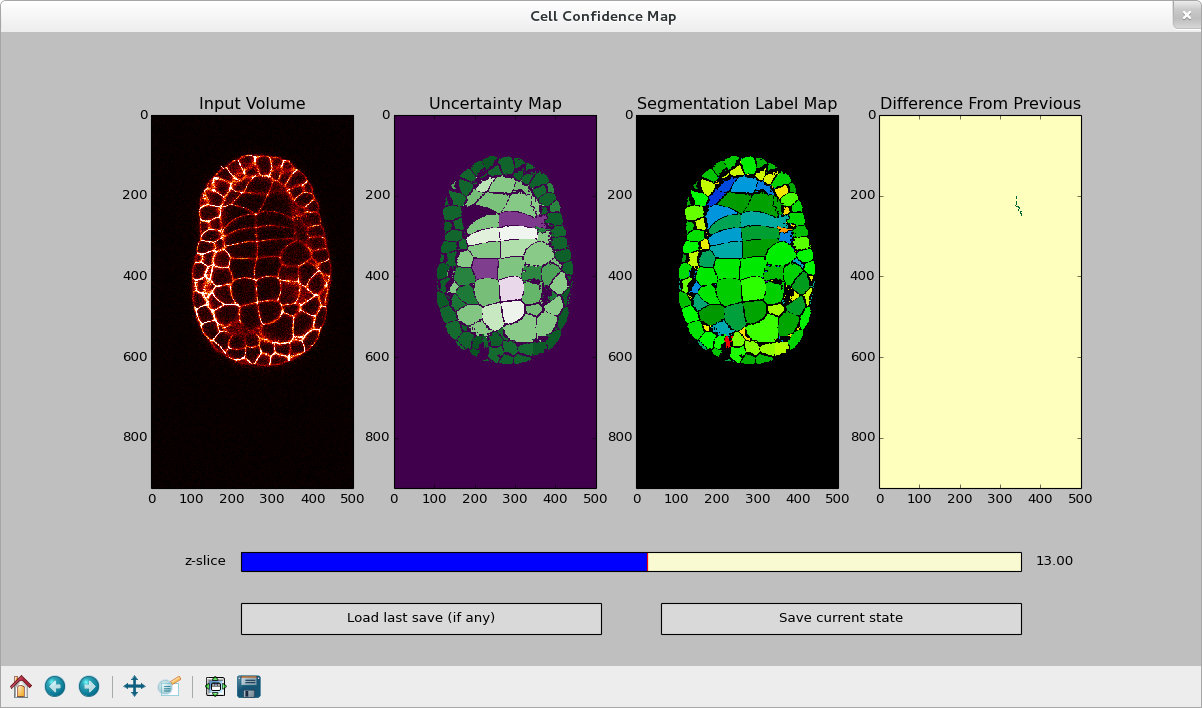 Cell Confidence Map
Input Volume
Uncertainty Map
Segmentation Label Map
Difference From Previous
0
200
400
600
800
0 100 200 300 400 500
0
200
400
600
800
0 100 200 300 400 500
0
200
400
600
800
0 100 200 300 400 500
0
200
400
600
800
0 100 200 300 400 500
z-slice 13.00
Load last save (if any) Save current state